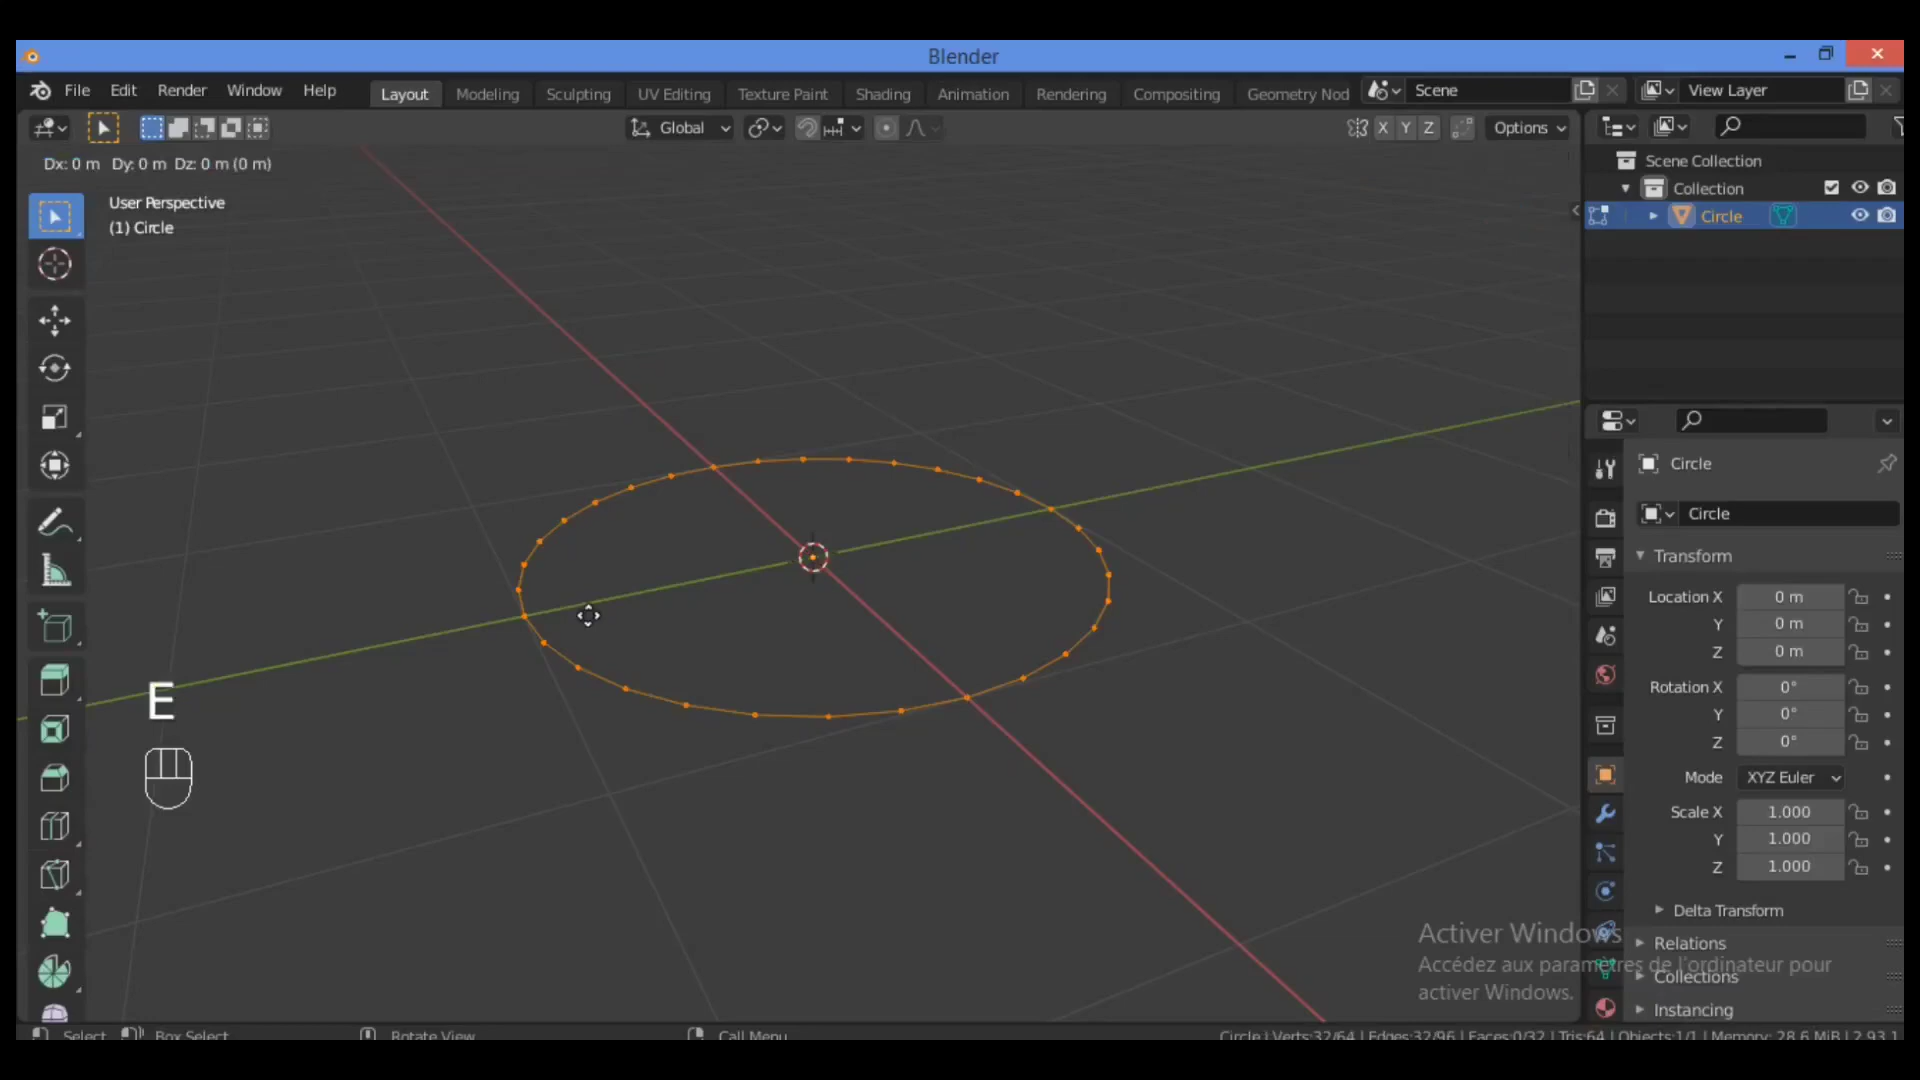 Blender
File Edit Render Window Help Layout Modeling Sculpting UV Editing Texture Paint Shading Animation Rendering Compositing Geometry Nod Scene View Layer
Global X Y Z Options
Dx: 0 m Dy: 0 m Dz: 0 m (0 m)
User Perspective
(1) Circle
Scene Collection
Collection
Circle
Circle
Circle
Transform
Location X 0 m
Y 0 m
Z 0 m
Rotation X 0°
Y 0°
Z 0°
Mode XYZ Euler
Scale X 1.000
Y 1.000
Z 1.000
Delta Transform
Relations
Collections
Instancing
E
Activer Windows
Accédez aux paramètres de l'ordinateur pour
activer Windows.
Select Box Select Rotate View Call Menu Circle | Verts:32/64 | Edges:32/96 | Faces:0/32 | Tris:64 | Objects:1/1 | Memory: 28.6 MiB | 2.93.1